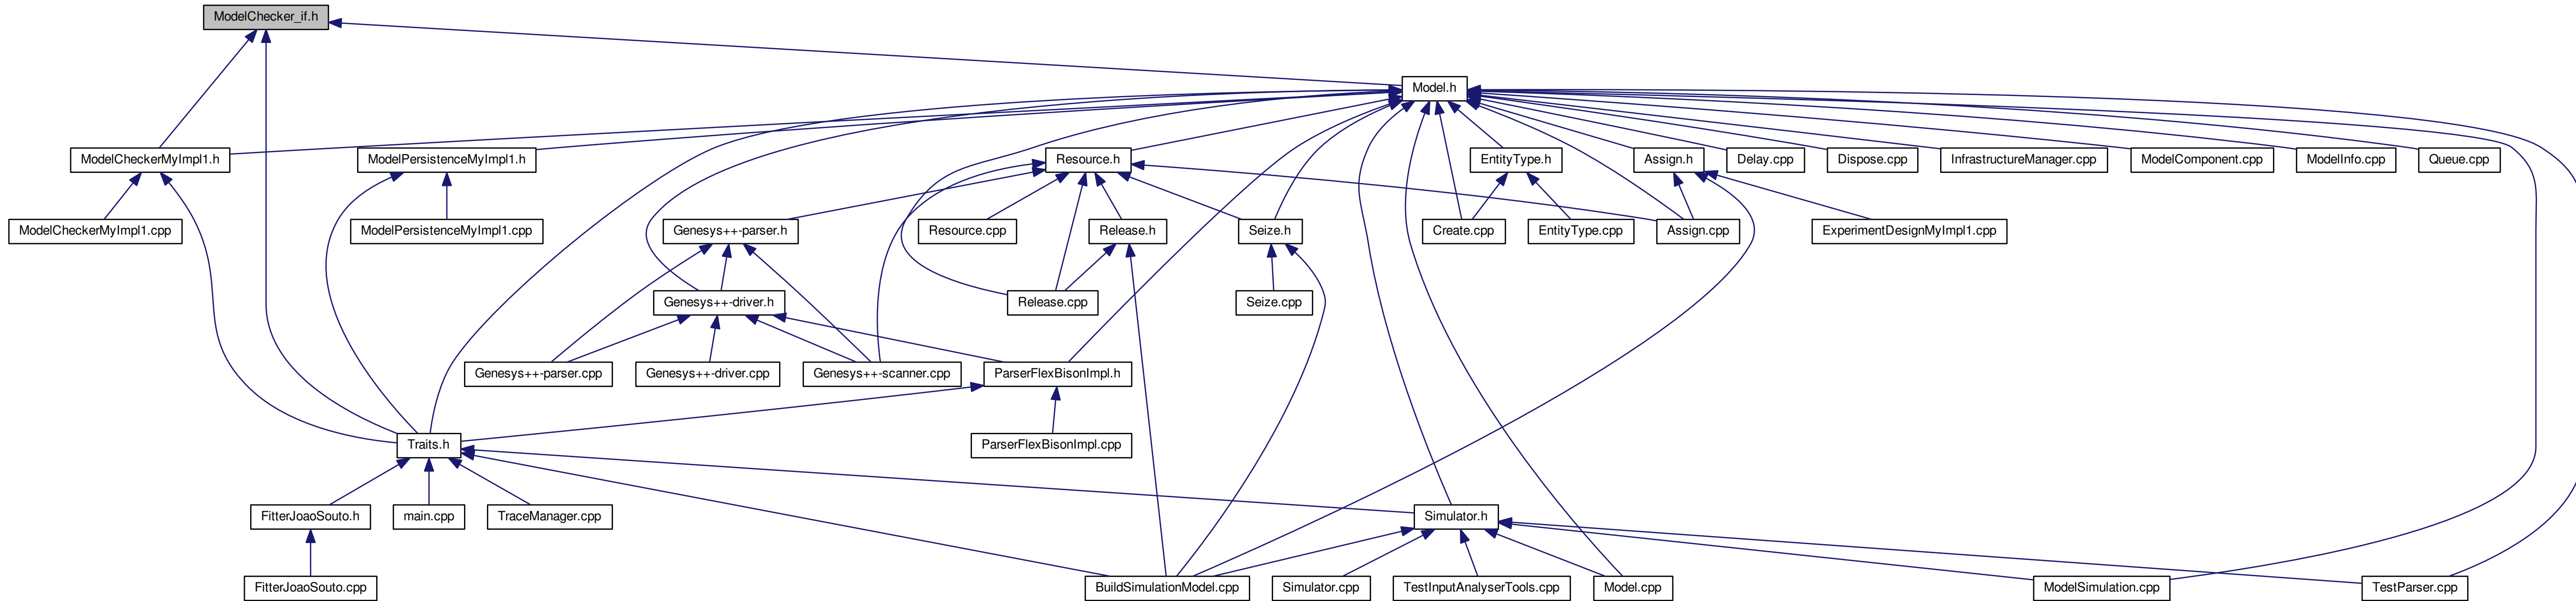 ModelChecker_if.h
Model.h
ModelCheckerMyImpl1.h
ModelPersistenceMyImpl1.h
Resource.h
EntityType.h
Assign.h
Delay.cpp
Dispose.cpp
InfrastructureManager.cpp
ModelComponent.cpp
ModelInfo.cpp
Queue.cpp
ModelCheckerMyImpl1.cpp
ModelPersistenceMyImpl1.cpp
Genesys++-parser.h
Resource.cpp
Release.h
Seize.h
Create.cpp
EntityType.cpp
Assign.cpp
ExperimentDesignMyImpl1.cpp
Genesys++-driver.h
Release.cpp
Seize.cpp
Genesys++-parser.cpp
Genesys++-driver.cpp
Genesys++-scanner.cpp
ParserFlexBisonImpl.h
Traits.h
ParserFlexBisonImpl.cpp
FitterJoaoSouto.h
main.cpp
TraceManager.cpp
Simulator.h
FitterJoaoSouto.cpp
BuildSimulationModel.cpp
Simulator.cpp
TestInputAnalyserTools.cpp
Model.cpp
ModelSimulation.cpp
TestParser.cpp